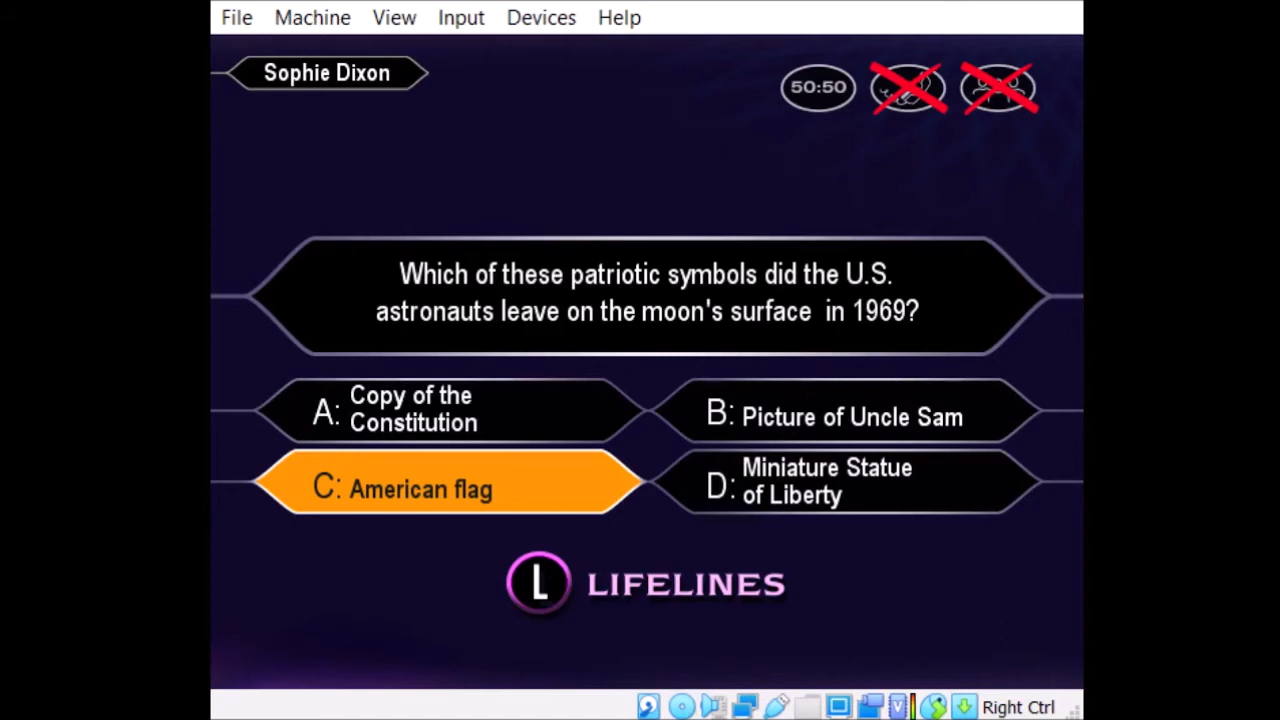 File Machine View Input Devices Help
Sophie Dixon
50:50
Which of these patriotic symbols did the U.S.
astronauts leave on the moon's surface  in 1969?
A: Copy of the
Constitution
B: Picture of Uncle Sam
C: American flag
D: Miniature Statue
of Liberty
L LIFELINES
Right Ctrl